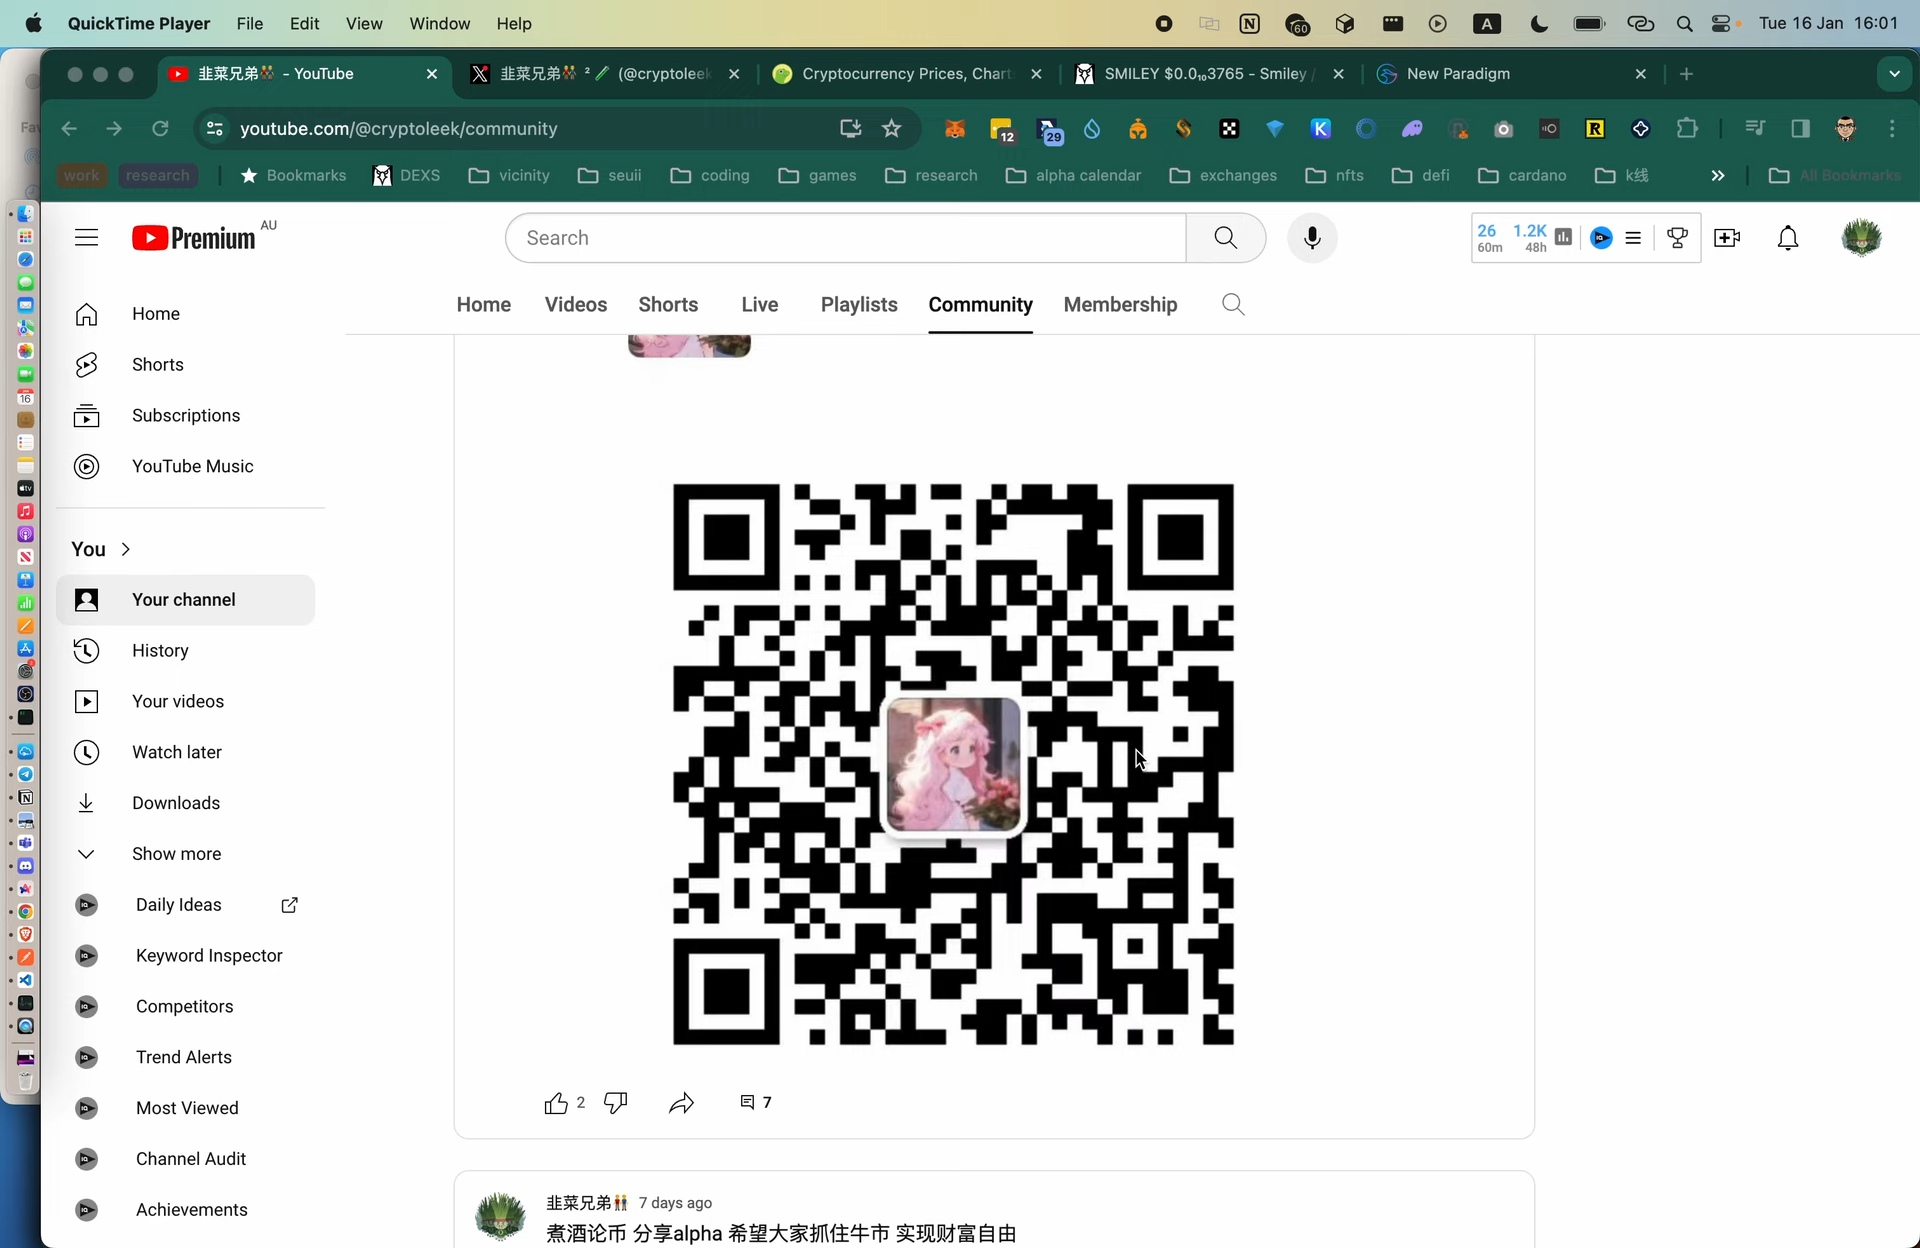 QuickTime Player File Edit View Window Help 60 A Tue 16 Jan 16:01
韭菜兄弟 - YouTube
韭菜兄弟 ² (@cryptoleek
Cryptocurrency Prices, Chart
SMILEY $0.0₁₀3765 - Smiley /
New Paradigm
youtube.com/@cryptoleek/community
12
29
K
R
work
research
Bookmarks
DEXS
vicinity
seuii
coding
games
research
alpha calendar
exchanges
nfts
defi
cardano
k线
All Bookmarks
Premium AU
Search
26 1.2K
60m 48h
Home Videos Shorts Live Playlists Community Membership
Home
Shorts
Subscriptions
YouTube Music
You
Your channel
History
Your videos
Watch later
Downloads
Show more
Daily Ideas
Keyword Inspector
Competitors
Trend Alerts
Most Viewed
Channel Audit
Achievements
2
7
韭菜兄弟 7 days ago
煮酒论币 分享alpha 希望大家抓住牛市 实现财富自由